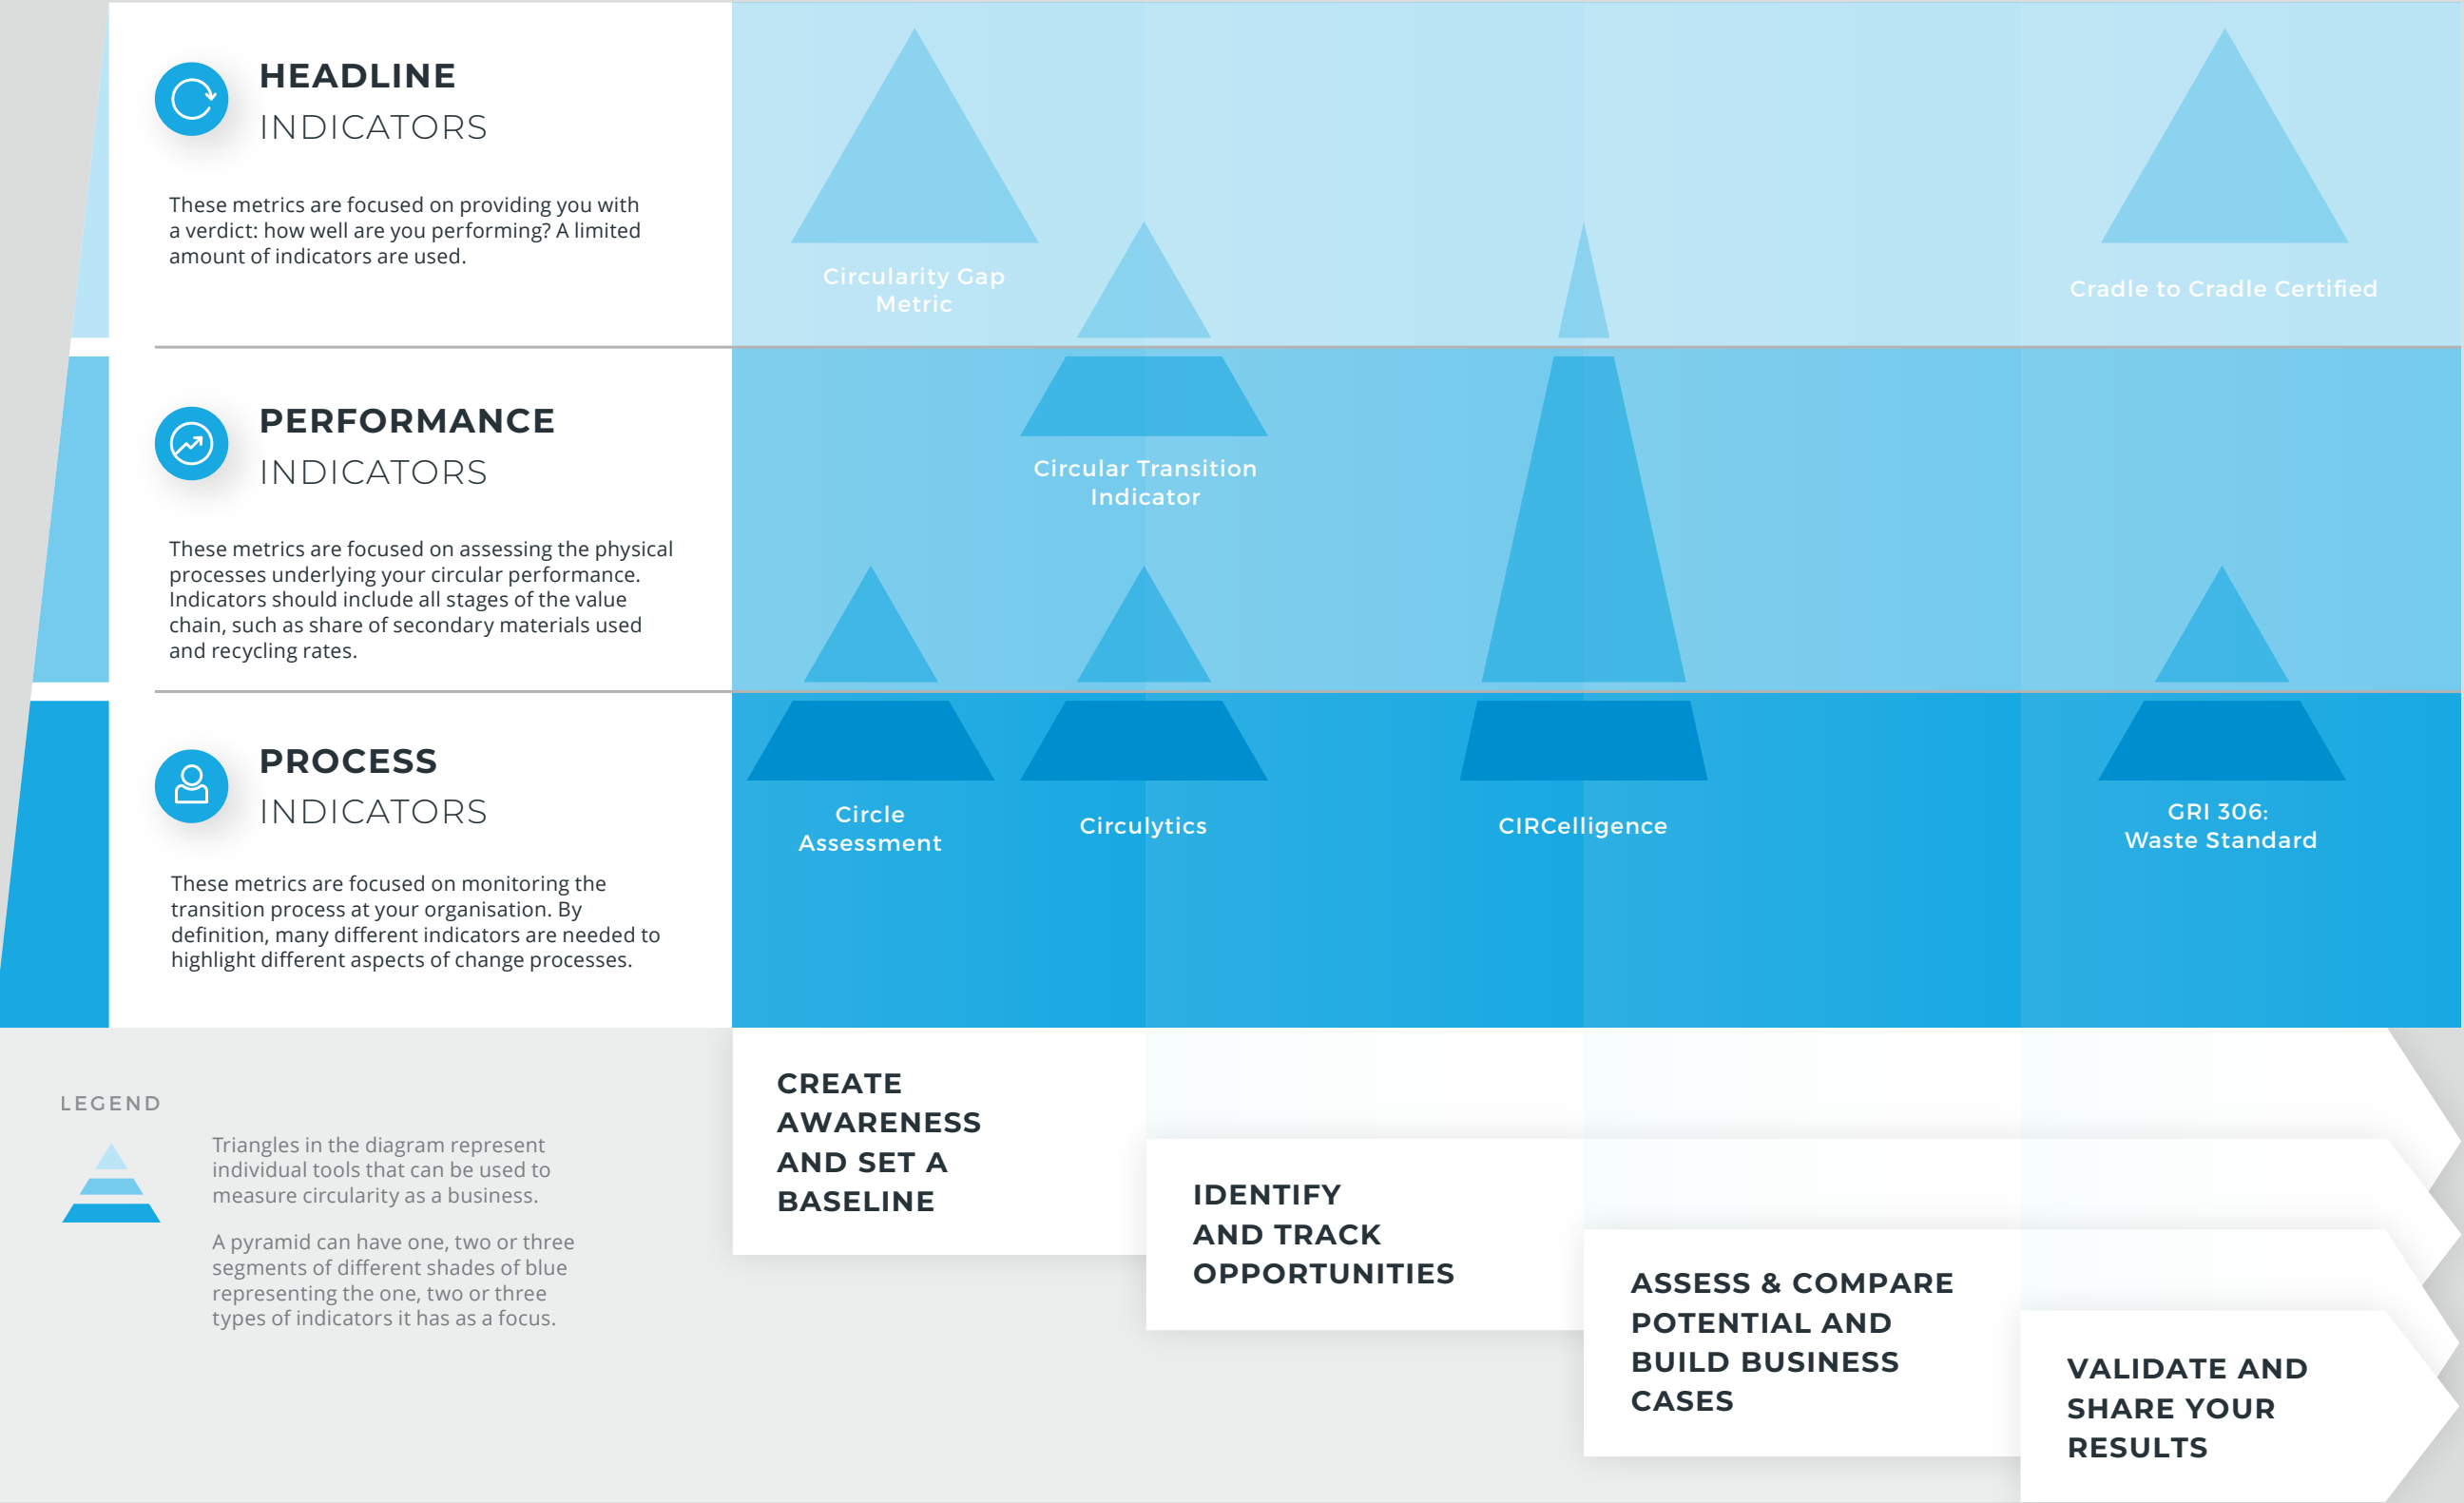 HEADLINE
INDICATORS
These metrics are focused on providing you with
a verdict: how well are you performing? A limited
amount of indicators are used.
Circularity Gap
Metric
Cradle to Cradle Certified
PERFORMANCE
INDICATORS
These metrics are focused on assessing the physical
processes underlying your circular performance.
Indicators should include all stages of the value
chain, such as share of secondary materials used
and recycling rates.
Circular Transition
Indicator
PROCESS
INDICATORS
These metrics are focused on monitoring the
transition process at your organisation. By
definition, many different indicators are needed to
highlight different aspects of change processes.
Circle
Assessment
Circulytics
CIRCelligence
GRI 306:
Waste Standard
LEGEND
Triangles in the diagram represent
individual tools that can be used to
measure circularity as a business.
A pyramid can have one, two or three
segments of different shades of blue
representing the one, two or three
types of indicators it has as a focus.
CREATE
AWARENESS
AND SET A
BASELINE
IDENTIFY
AND TRACK
OPPORTUNITIES
ASSESS & COMPARE
POTENTIAL AND
BUILD BUSINESS
CASES
VALIDATE AND
SHARE YOUR
RESULTS